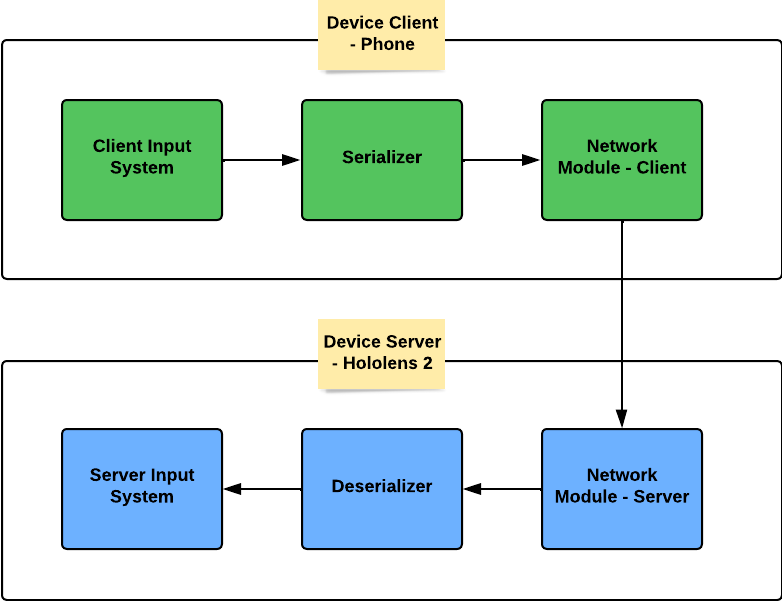 Device Client
- Phone
Client Input
System
Serializer
Network
Module - Client
Device Server
- Hololens 2
Server Input
System
Deserializer
Network
Module - Server